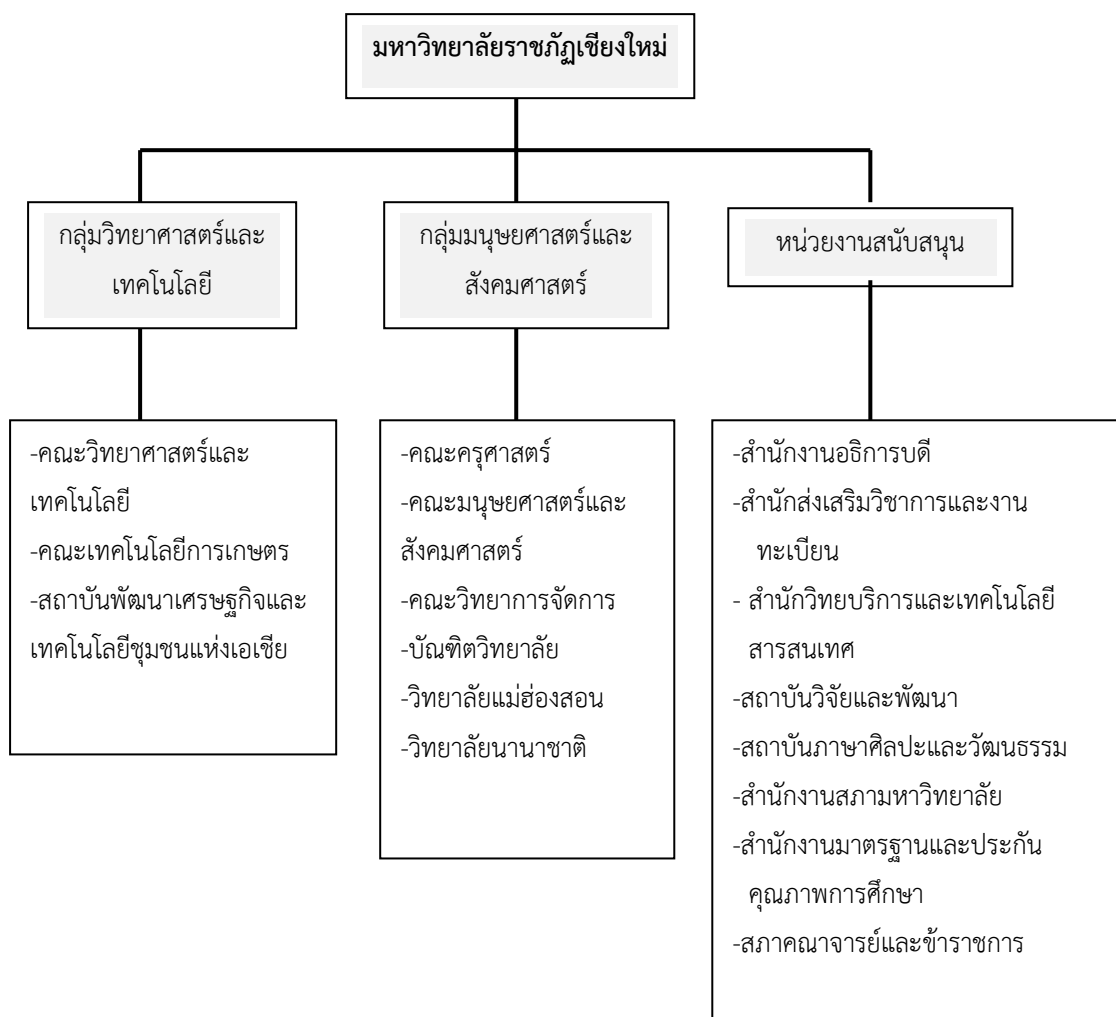 มหาวิทยาลัยราชภัฏเชียงใหม่
กลุ่มวิทยาศาสตร์และ
เทคโนโลยี
กลุ่มมนุษยศาสตร์และ
สังคมศาสตร์
หน่วยงานสนับสนุน
-คณะวิทยาศาสตร์และ
เทคโนโลยี
-คณะเทคโนโลยีการเกษตร
-สถาบันพัฒนาเศรษฐกิจและ
เทคโนโลยีชุมชนแห่งเอเชีย
-คณะครุศาสตร์
-คณะมนุษยศาสตร์และ
สังคมศาสตร์
-คณะวิทยาการจัดการ
-บัณฑิตวิทยาลัย
-วิทยาลัยแม่ฮ่องสอน
-วิทยาลัยนานาชาติ
-สำนักงานอธิการบดี
-สำนักส่งเสริมวิชาการและงาน
ทะเบียน
- สำนักวิทยบริการและเทคโนโลยี
สารสนเทศ
-สถาบันวิจัยและพัฒนา
-สถาบันภาษาศิลปะและวัฒนธรรม
-สำนักงานสภามหาวิทยาลัย
-สำนักงานมาตรฐานและประกัน
คุณภาพการศึกษา
-สภาคณาจารย์และข้าราชการ